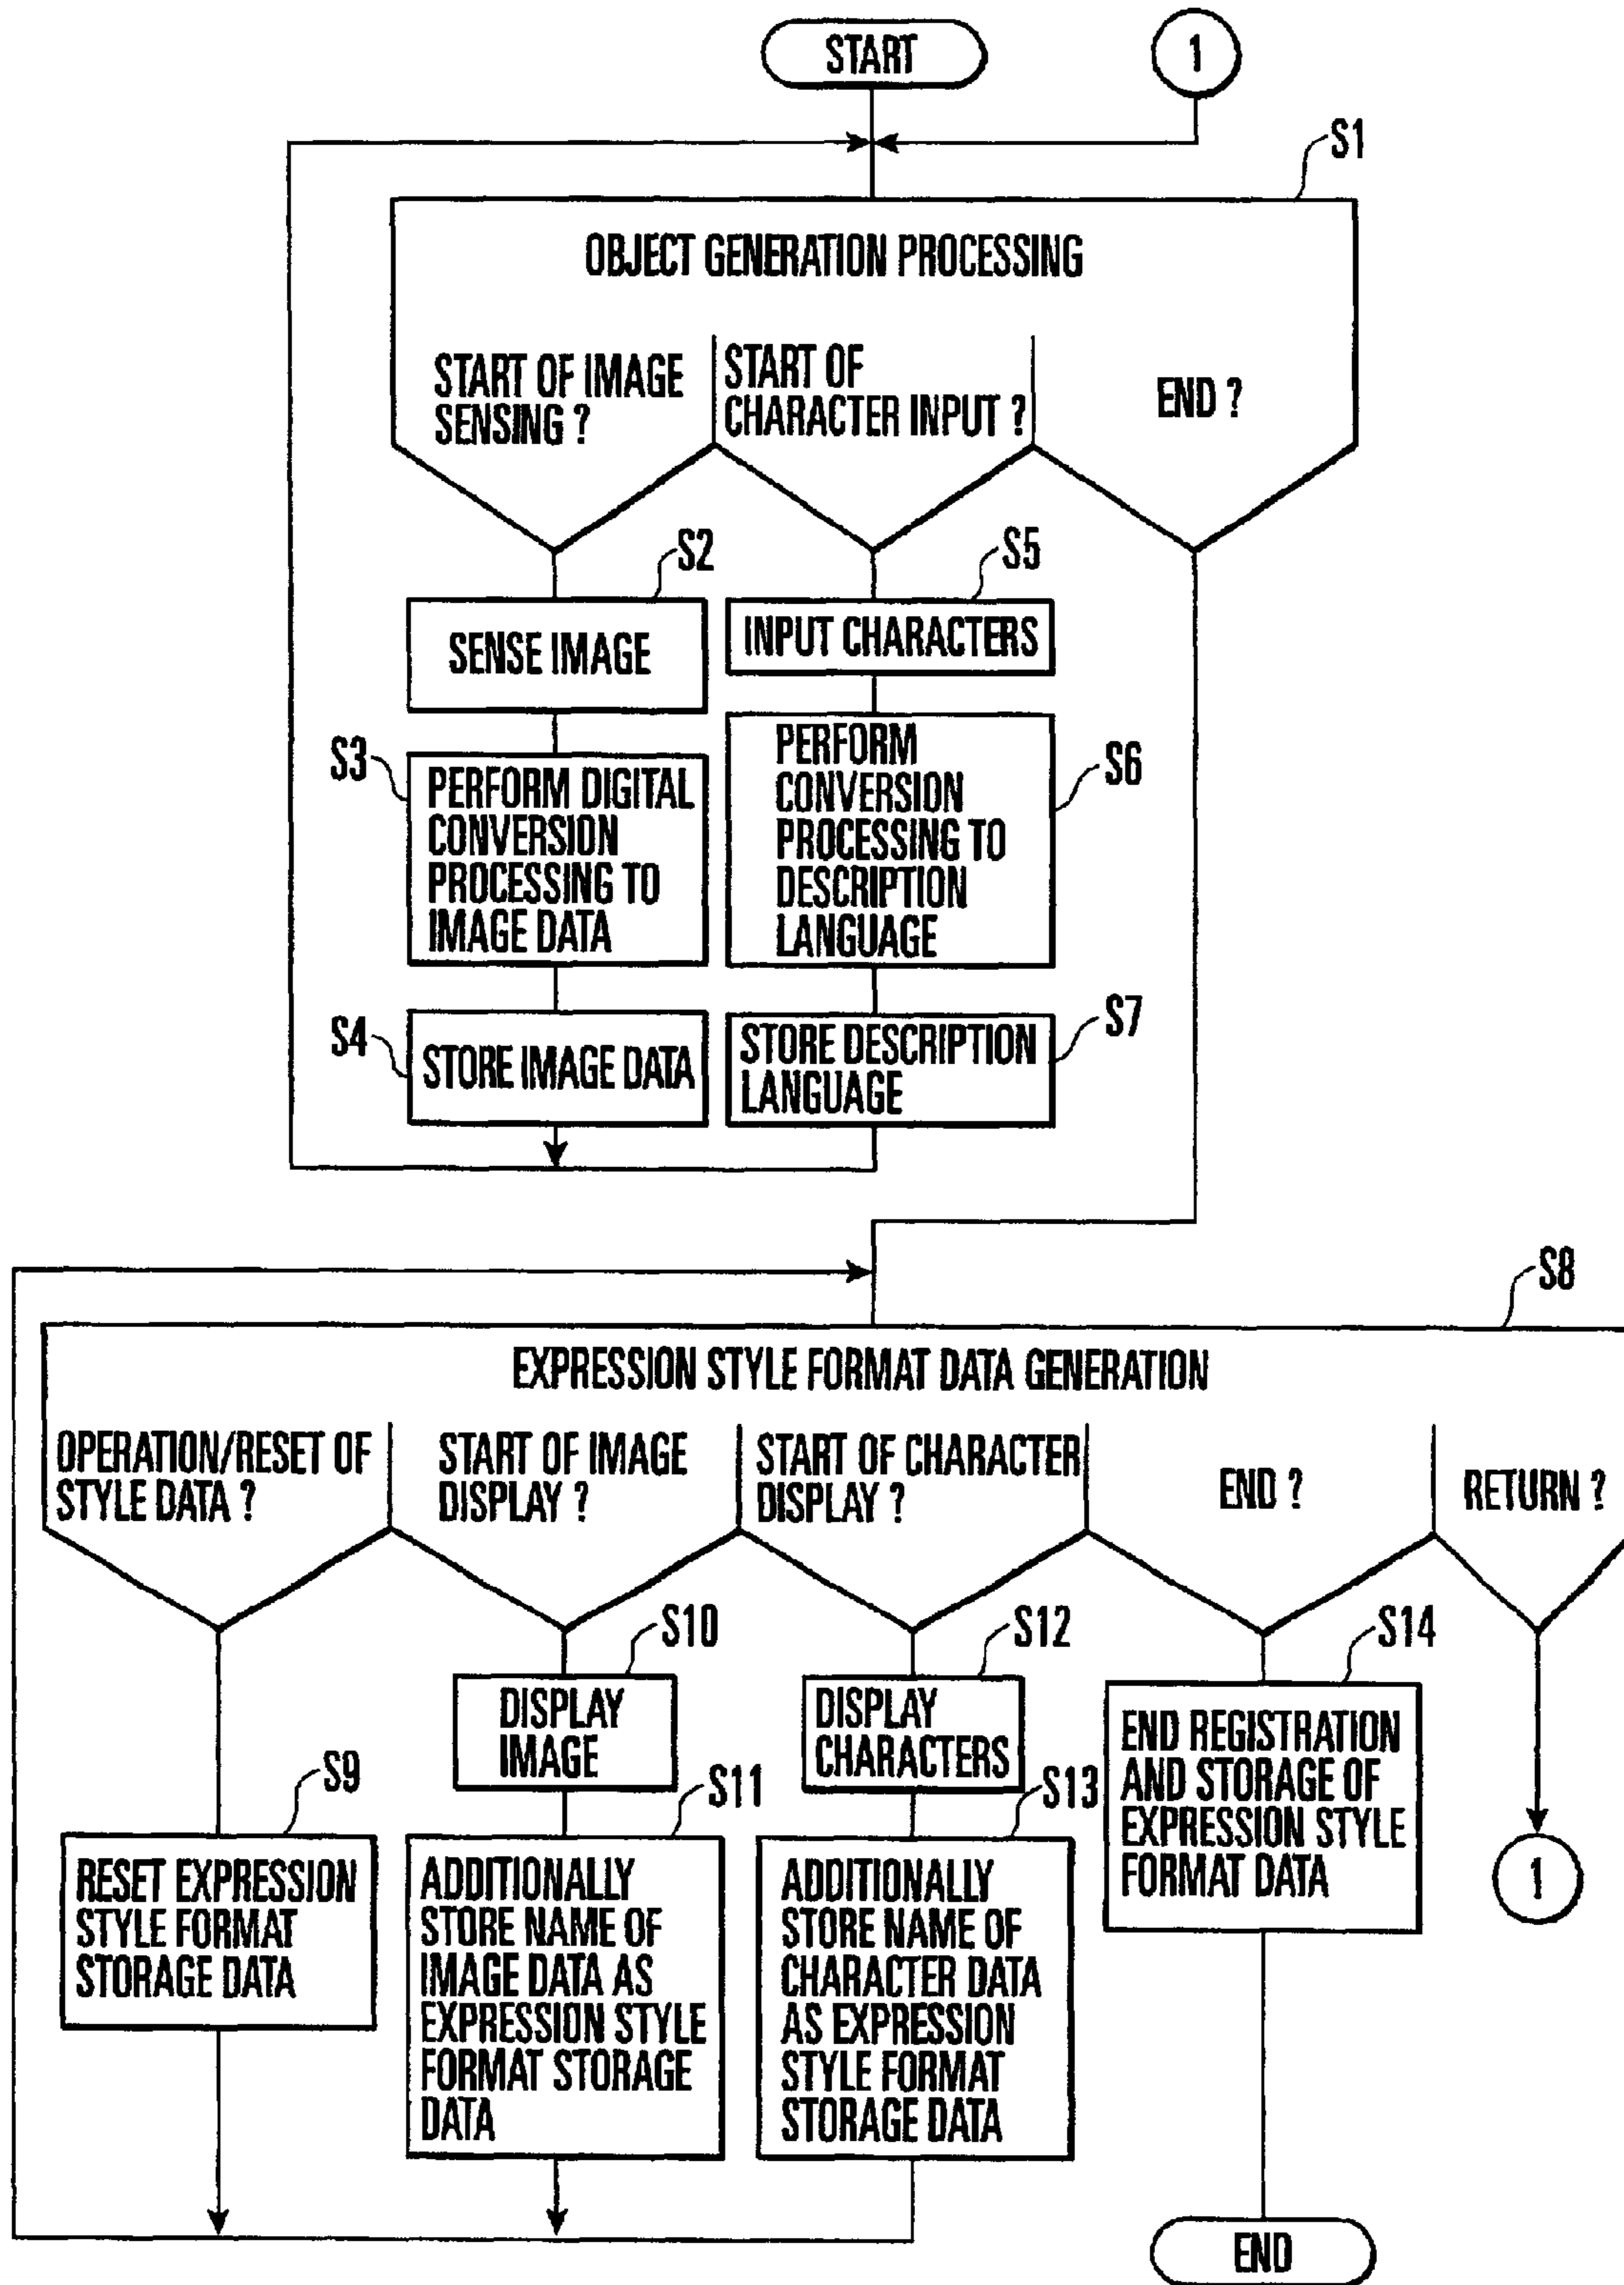 START
1
S1
OBJECT GENERATION PROCESSING
START OF IMAGE
SENSING ?
START OF
CHARACTER INPUT ?
END ?
S2
SENSE IMAGE
S5
INPUT CHARACTERS
S3
PERFORM DIGITAL
CONVERSION
PROCESSING TO
IMAGE DATA
S6
PERFORM
CONVERSION
PROCESSING TO
DESCRIPTION
LANGUAGE
S4
STORE IMAGE DATA
S7
STORE DESCRIPTION
LANGUAGE
S8
EXPRESSION STYLE FORMAT DATA GENERATION
OPERATION/RESET OF
STYLE DATA ?
START OF IMAGE
DISPLAY ?
START OF CHARACTER
DISPLAY ?
END ?
RETURN ?
S9
RESET EXPRESSION
STYLE FORMAT
STORAGE DATA
S10
DISPLAY
IMAGE
S11
ADDITIONALLY
STORE NAME OF
IMAGE DATA AS
EXPRESSION STYLE
FORMAT STORAGE
DATA
S12
DISPLAY
CHARACTERS
S13
ADDITIONALLY
STORE NAME OF
CHARACTER DATA
AS EXPRESSION
STYLE FORMAT
STORAGE DATA
S14
END REGISTRATION
AND STORAGE OF
EXPRESSION STYLE
FORMAT DATA
1
END